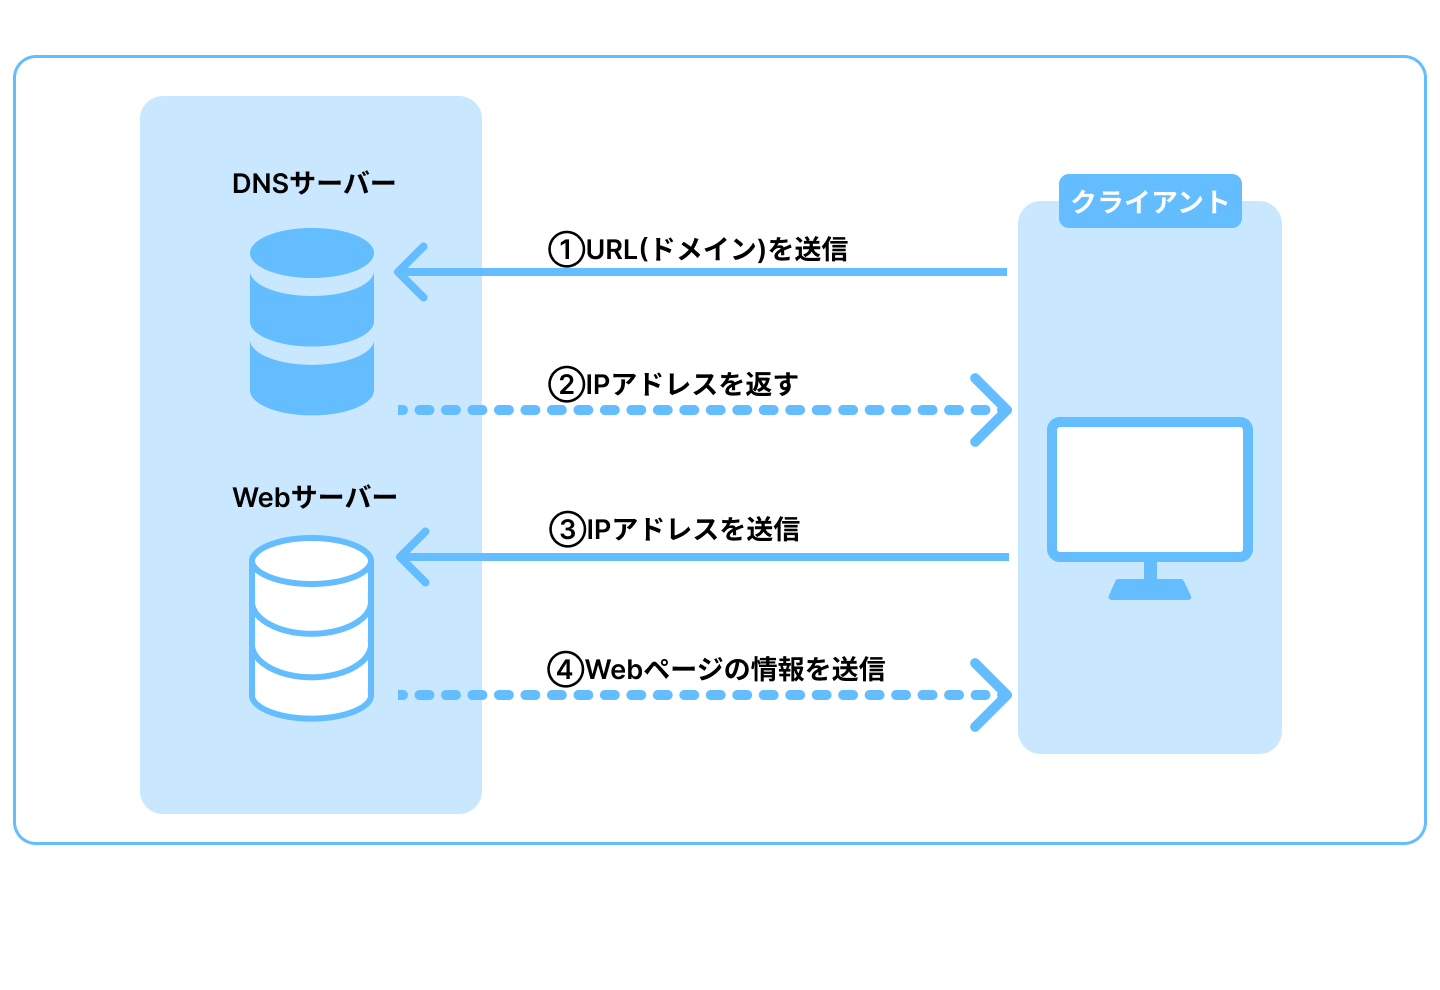 DNSサーバー
クライアント
①URL(ドメイン)を送信
②IPアドレスを返す
Webサーバー
③IPアドレスを送信
④Webページの情報を送信